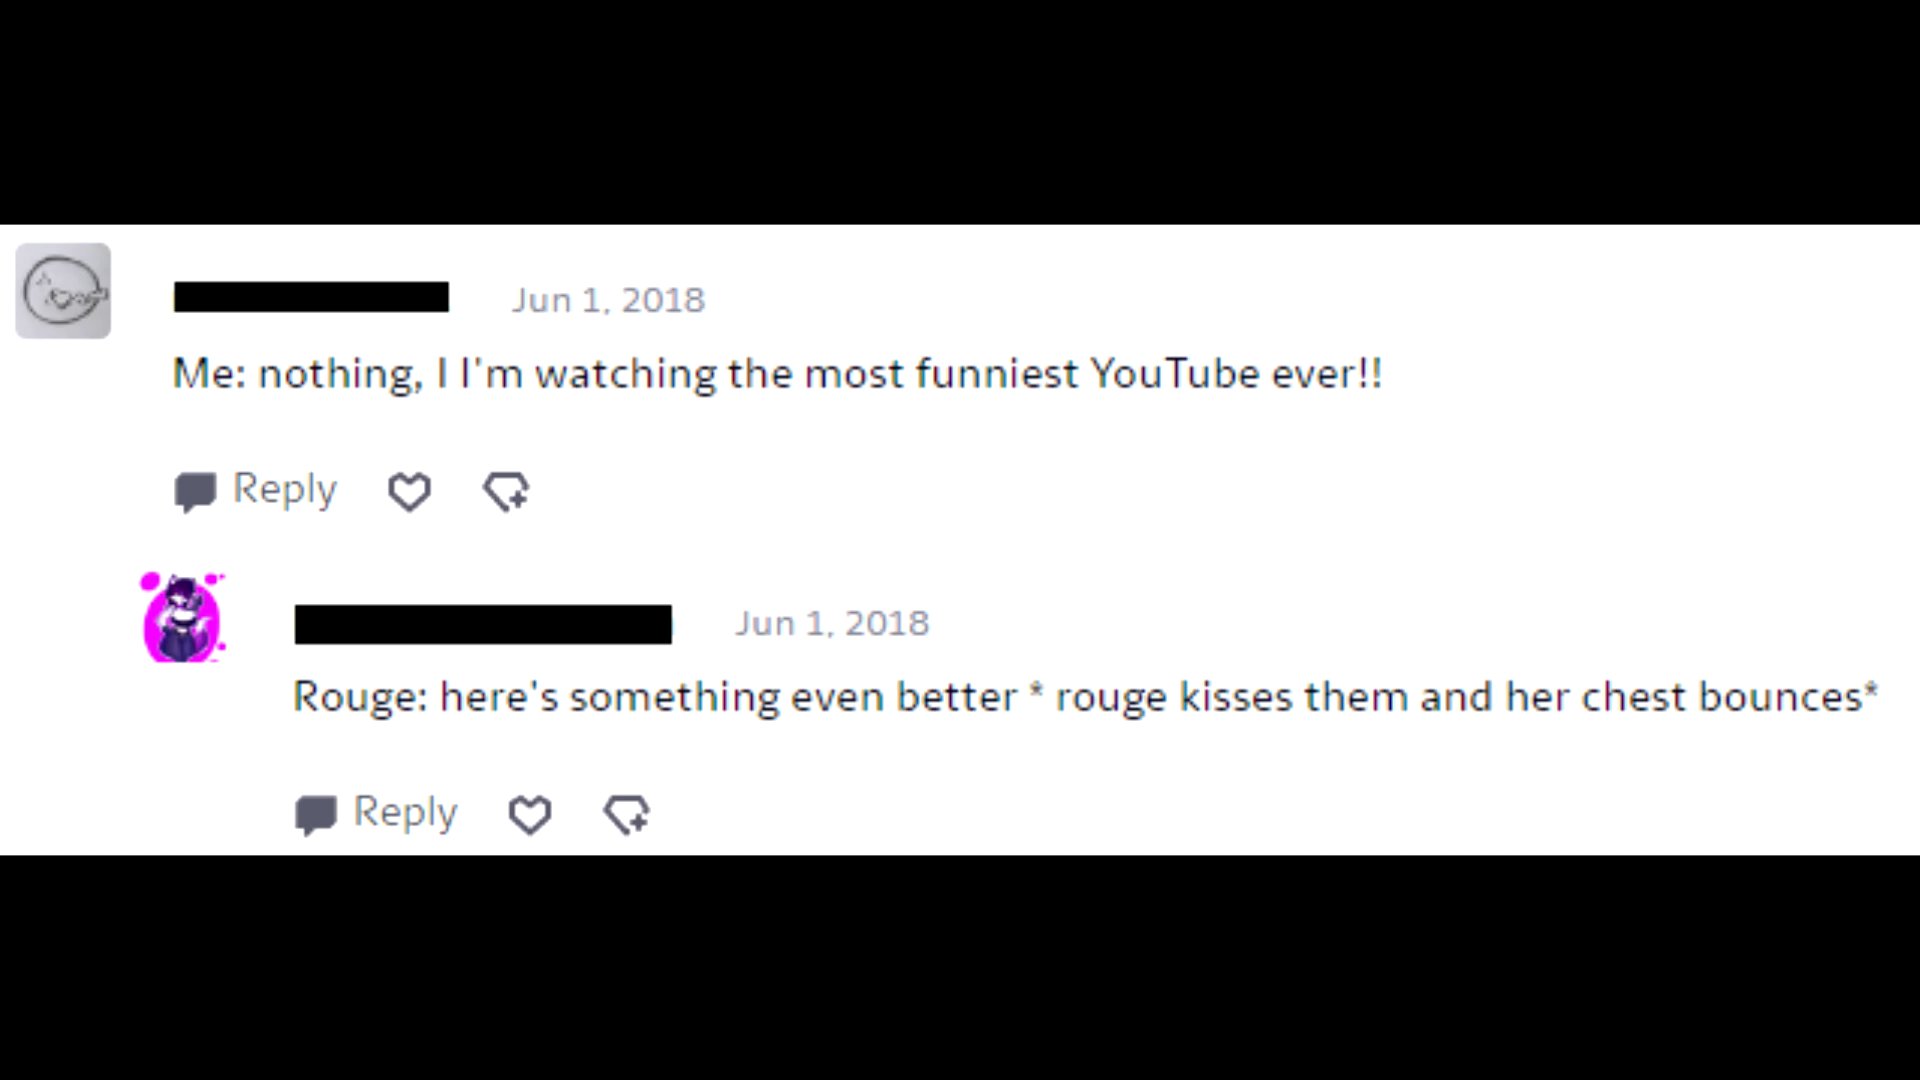 Jun 1, 2018
Me: nothing, I I'm watching the most funniest YouTube ever!!
Reply
Jun 1, 2018
Rouge: here's something even better * rouge kisses them and her chest bounces*
Reply